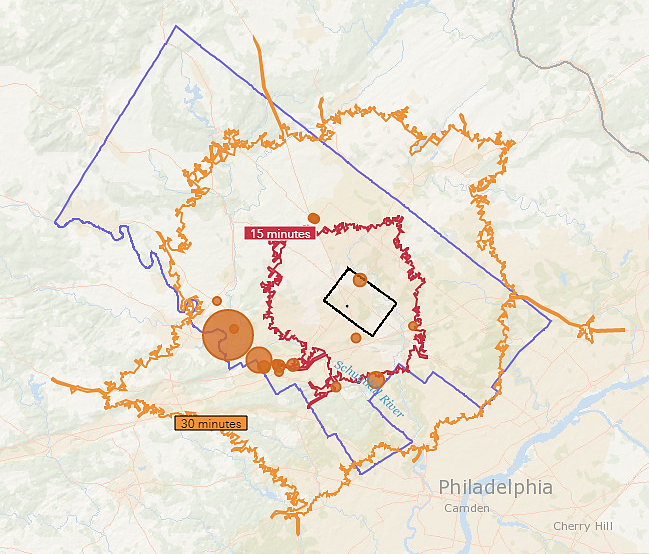 15 minutes
Schuylkill River
30 minutes
Philadelphia
Camden
Cherry Hill